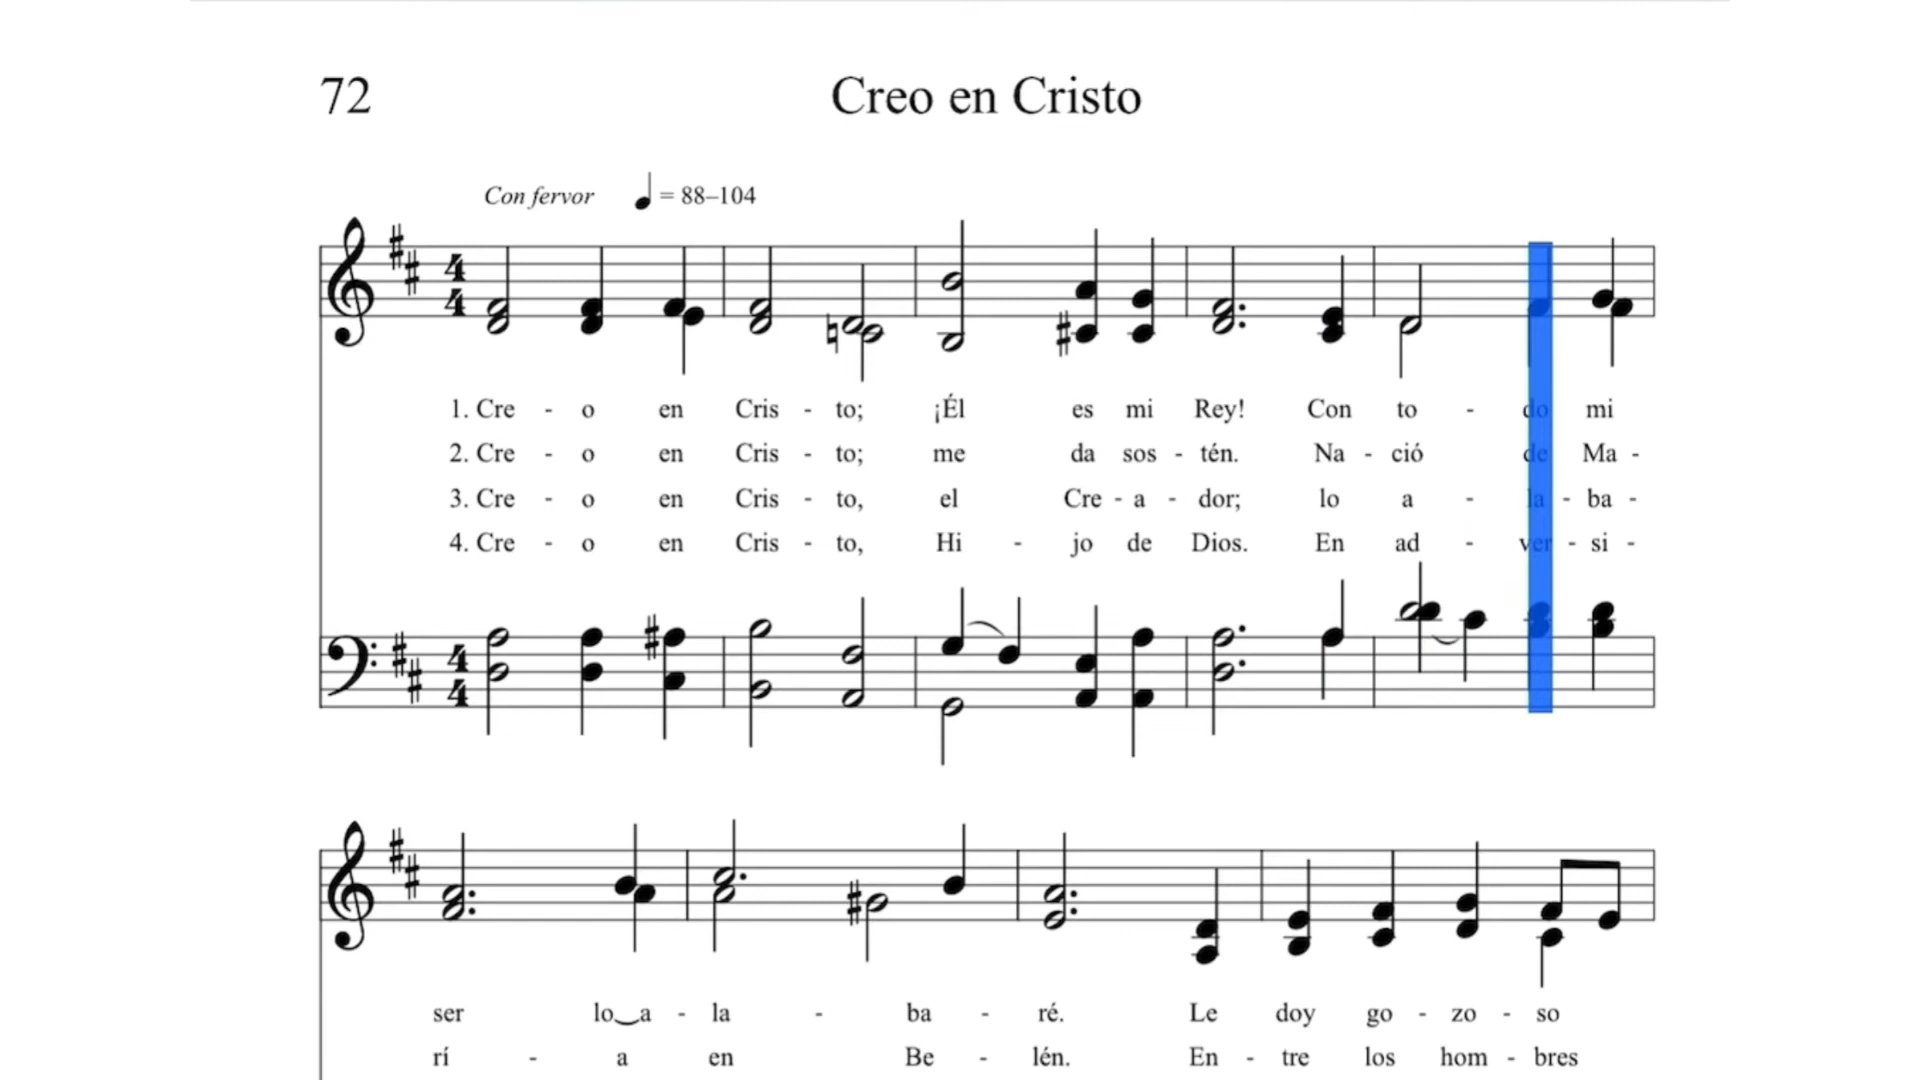 72 Creo en Cristo
Con fervor ♩ = 88–104
1. Cre - o en Cris - to; ¡Él es mi Rey! Con to - do mi
2. Cre - o en Cris - to; me da sos - tén. Na - ció de Ma -
3. Cre - o en Cris - to, el Cre - a - dor; lo a - la - ba -
4. Cre - o en Cris - to, Hi - jo de Dios. En ad - ver - si -
ser lo‿a - la - ba - ré. Le doy go - zo - so
rí - a en Be - lén. En - tre los hom - bres